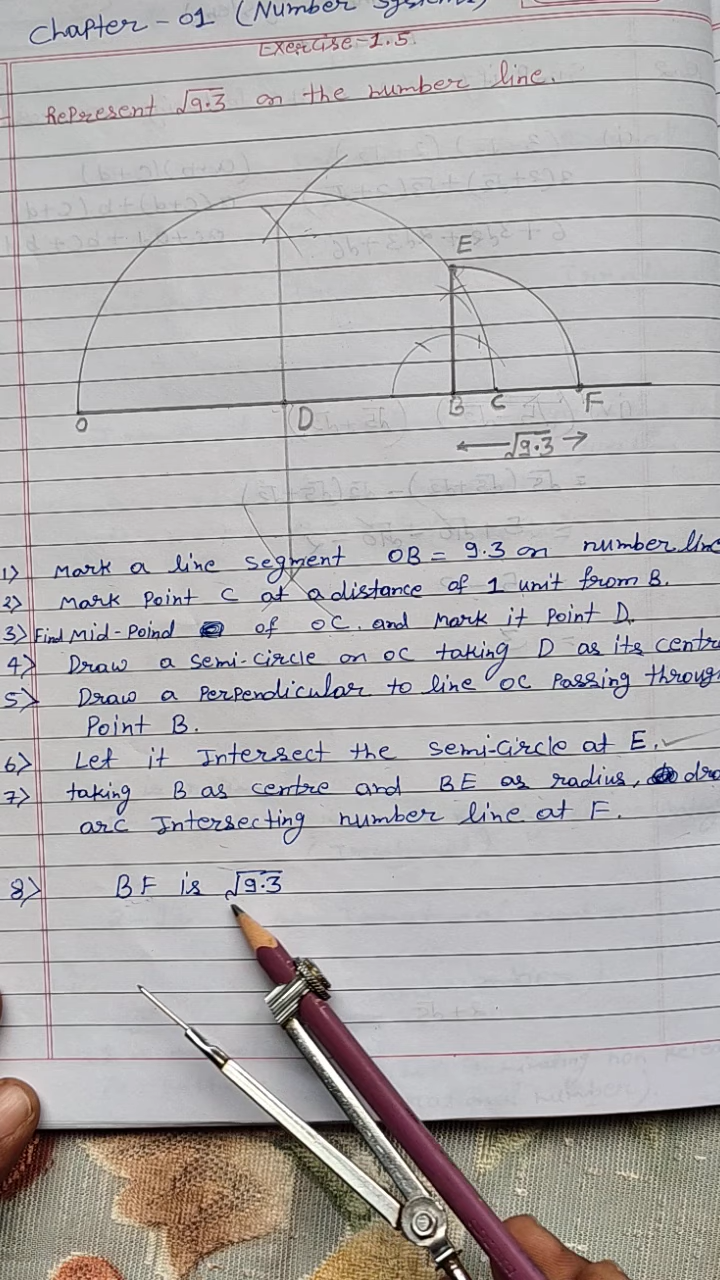 Chapter - 01 (Number System)
Exercise-1.5
Represent √9.3 on the number line.
E
O D B C F
√9.3
1) Mark a line segment OB = 9.3 on number line
2) Mark Point C at a distance of 1 unit from B.
3) Find Mid-Poind of OC. and Mark it Point D.
4) Draw a semi-circle on OC taking D as its centre
5) Draw a Perpendicular to line OC Passing through
Point B.
6) Let it Intersect the semi-circle at E.
7) taking B as centre and BE as radius,
arc Intersecting number line at F.
8) BF is √9.3